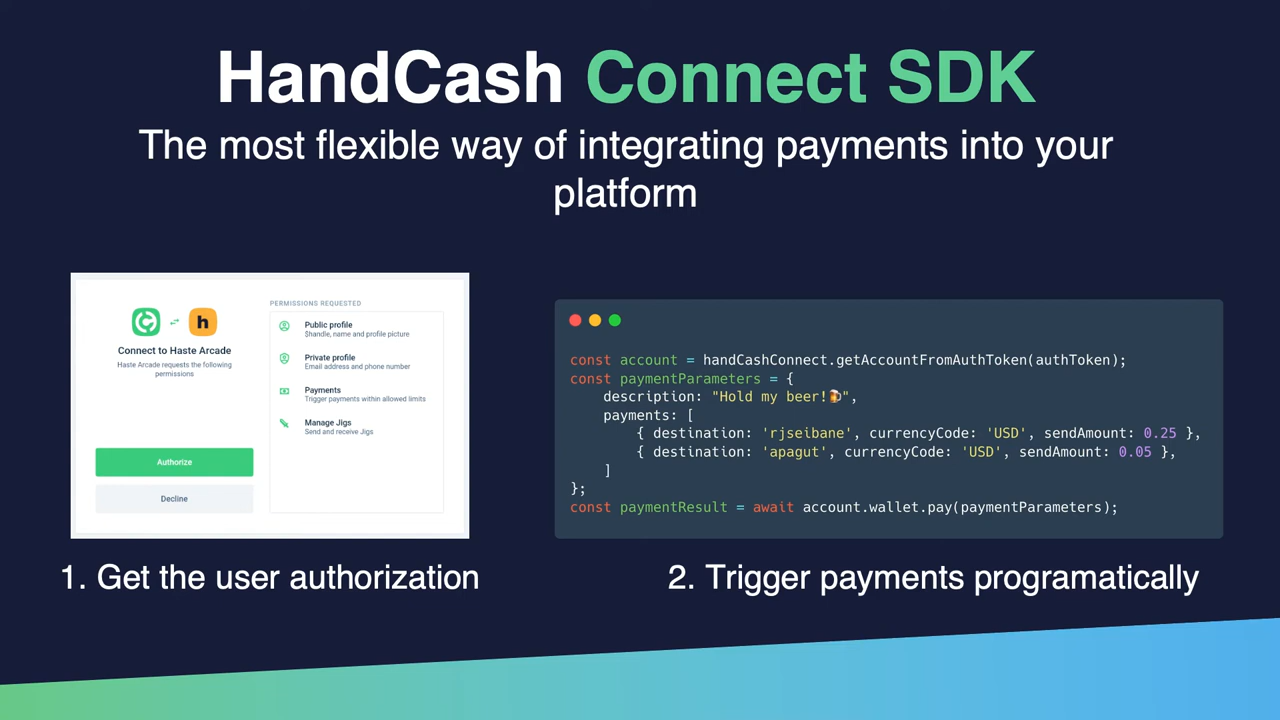 HandCash Connect SDK
The most flexible way of integrating payments into your
platform
h
Connect to Haste Arcade
Haste Arcade requests the following
permissions
Authorize
Decline
PERMISSIONS REQUESTED
Public profile
$handle, name and profile picture
Private profile
Email address and phone number
Payments
Trigger payments within allowed limits
Manage Jigs
Send and receive Jigs
1. Get the user authorization
const account = handCashConnect.getAccountFromAuthToken(authToken);
const paymentParameters = {
    description: "Hold my beer!🍺",
    payments: [
        { destination: 'rjseibane', currencyCode: 'USD', sendAmount: 0.25 },
        { destination: 'apagut', currencyCode: 'USD', sendAmount: 0.05 },
    ]
};
const paymentResult = await account.wallet.pay(paymentParameters);
2. Trigger payments programatically